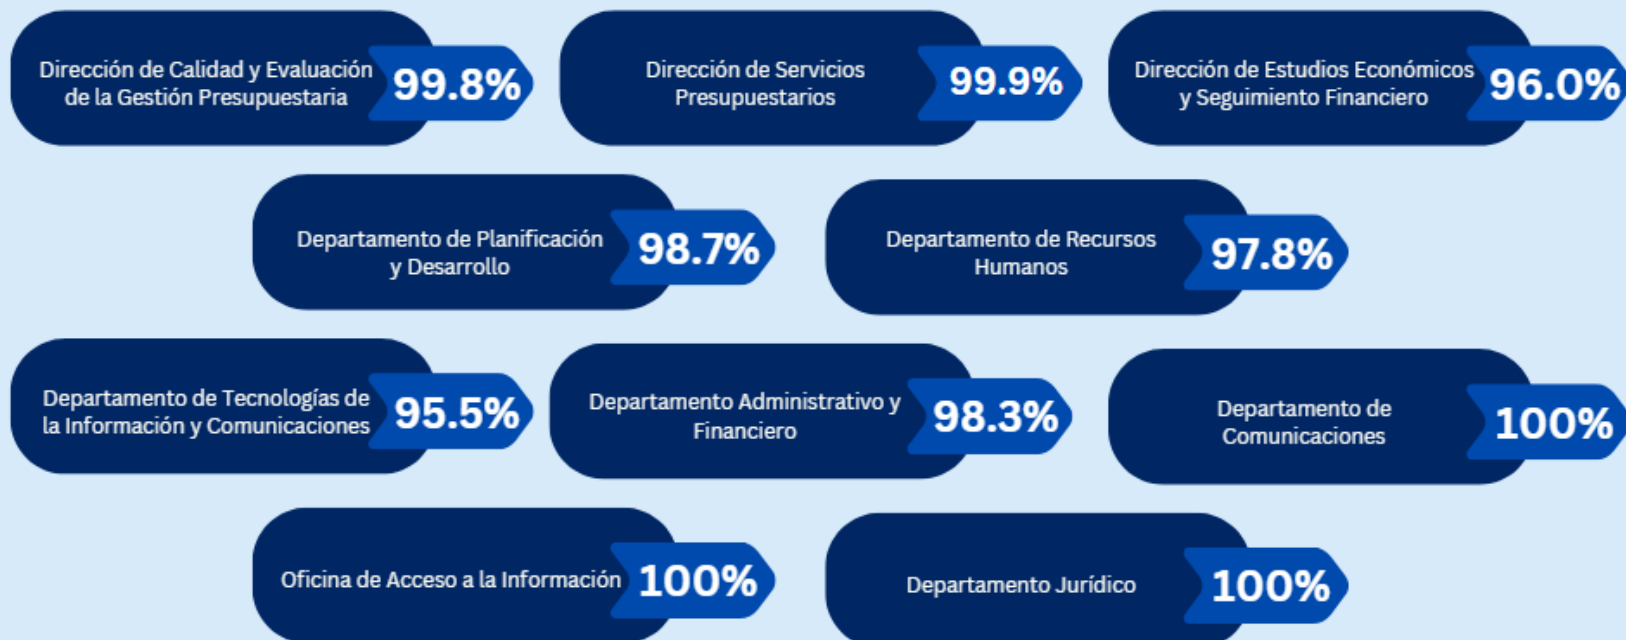 Dirección de Calidad y Evaluación
de la Gestión Presupuestaria
99.8%
Dirección de Servicios
Presupuestarios
99.9%
Dirección de Estudios Económicos
y Seguimiento Financiero
96.0%
Departamento de Planificación
y Desarrollo
98.7%
Departamento de Recursos
Humanos
97.8%
Departamento de Tecnologías de
la Información y Comunicaciones
95.5%
Departamento Administrativo y
Financiero
98.3%
Departamento de
Comunicaciones
100%
Oficina de Acceso a la Información
100%
Departamento Jurídico
100%